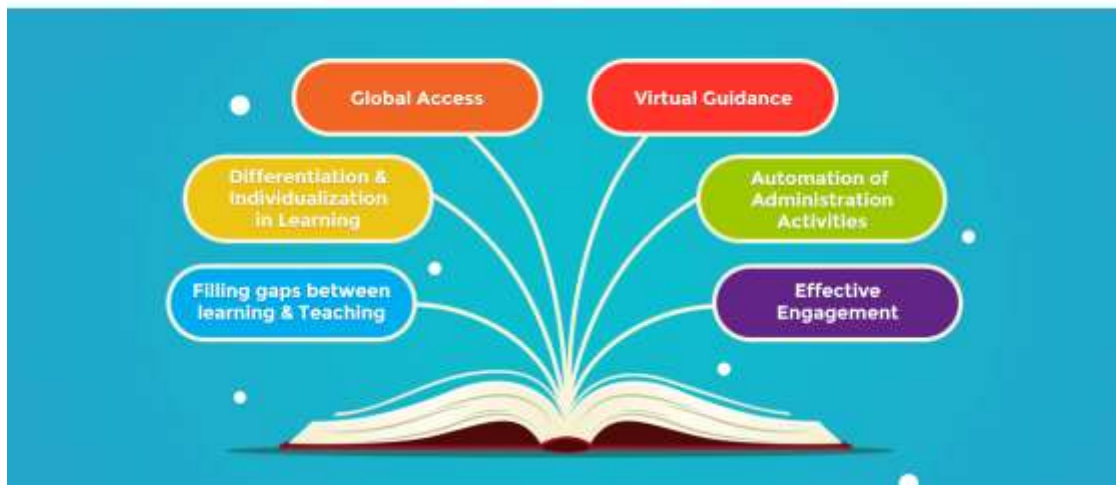 Global Access
Virtual Guidance
Differentiation &
Individualization
in Learning
Automation of
Administration
Activities
Filling gaps between
learning & Teaching
Effective
Engagement